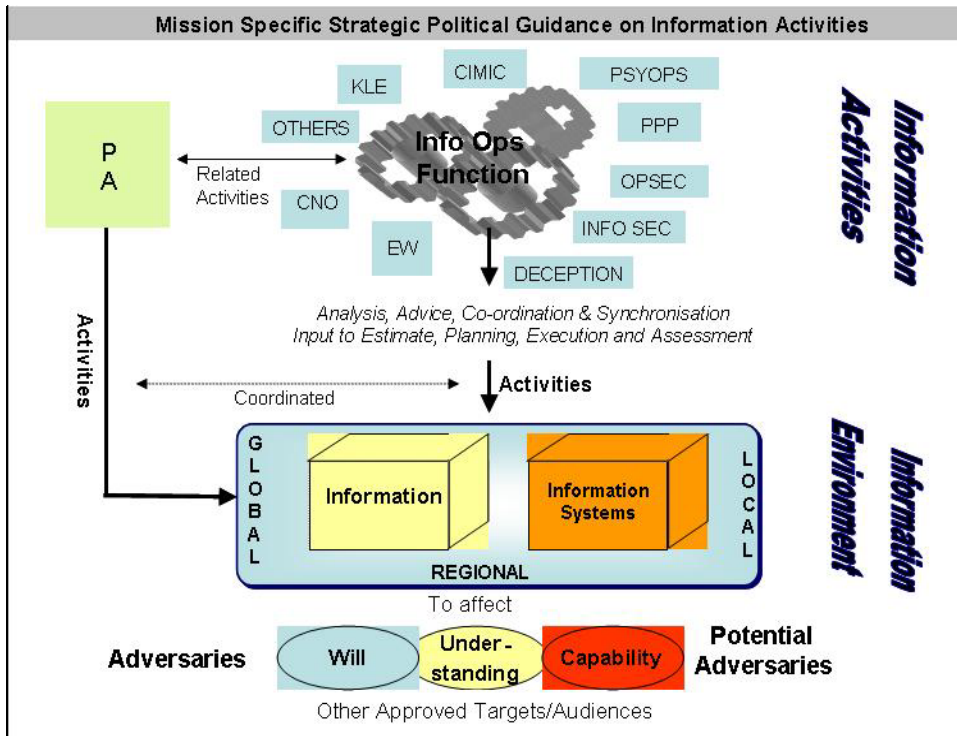 Mission Specific Strategic Political Guidance on Information Activities
CIMIC
PSYOPS
KLE
PPP
OTHERS
Info Ops
Function
P
A
Related
Activities
OPSEC
CNO
INFO SEC
EW
DECEPTION
Information
Activities
Analysis, Advice, Co-ordination & Synchronisation
Input to Estimate, Planning, Execution and Assessment
Activities
Activities
Coordinated
GLOBAL
Information
Information
Systems
LOCAL
REGIONAL
Information
Environment
To affect
Adversaries
Will
Under-
standing
Capability
Potential
Adversaries
Other Approved Targets/Audiences